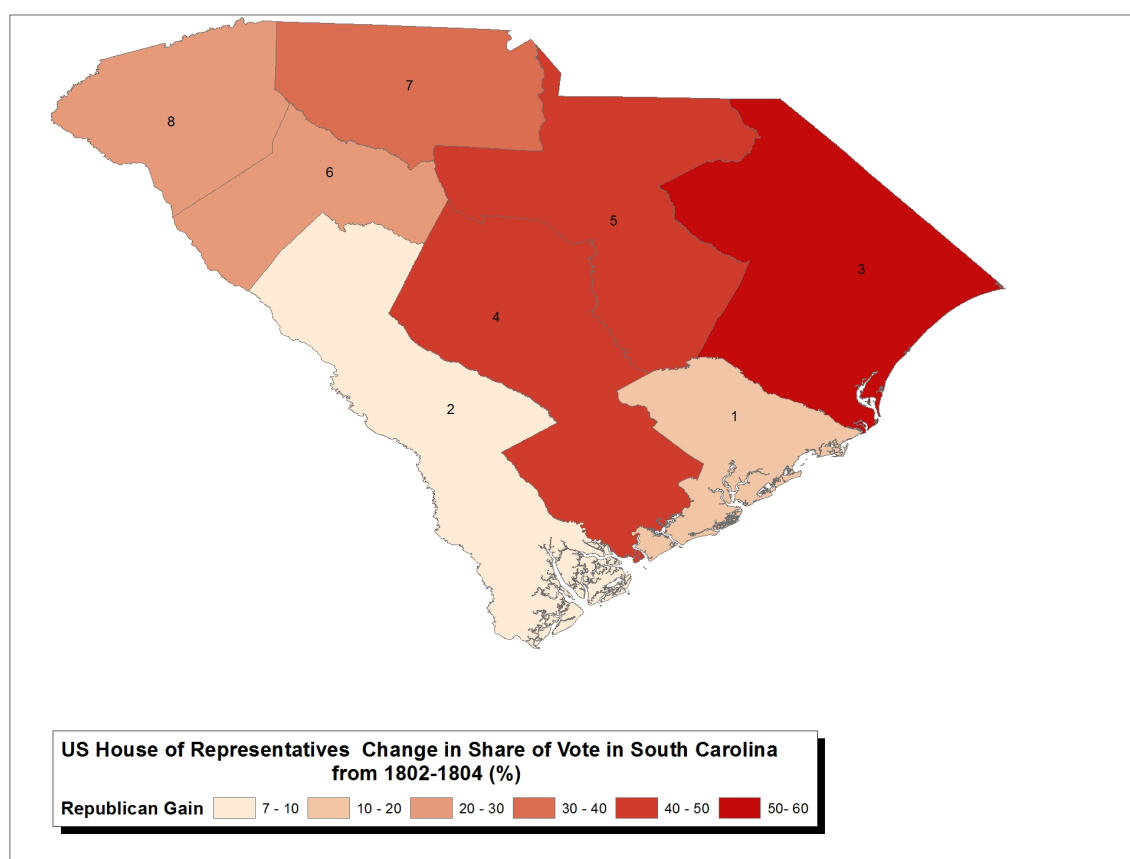 7
8
6
5
3
4
2
1
US House of Representatives  Change in Share of Vote in South Carolina
from 1802-1804 (%)
Republican Gain 7 - 10 10 - 20 20 - 30 30 - 40 40 - 50 50- 60